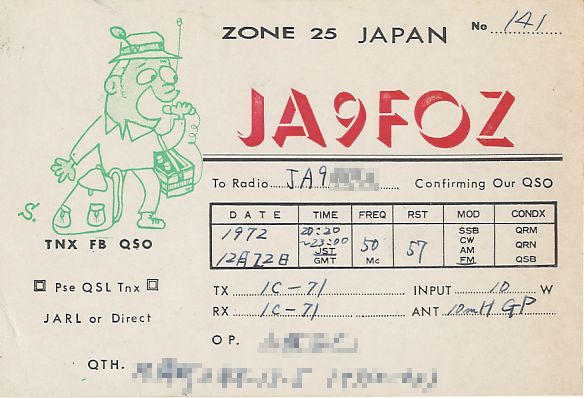 ZONE 25 JAPAN No 141
JA9FOZ
To Radio JA9 Confirming Our QSO
DATE TIME FREQ RST MOD CONDX
1972 12月22日 20:20 ~23:00 JST GMT 50 Mc 57 SSB CW AM FM QRM QRN QSB
S.
TNX FB QSO
Pse QSL Tnx
JARL or Direct
TX IC-71 INPUT 10 W
RX IC-71 ANT 10mH GP
OP.
QTH.